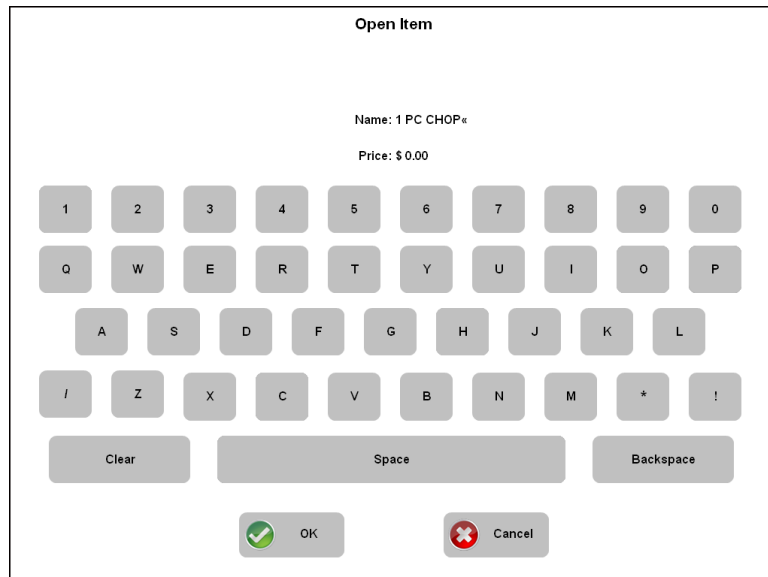 Open Item
Name: 1 PC CHOP«
Price: $ 0.00
1 2 3 4 5 6 7 8 9 0
Q W E R T Y U I O P
A S D F G H J K L
/ Z X C V B N M * !
Clear Space Backspace
OK Cancel